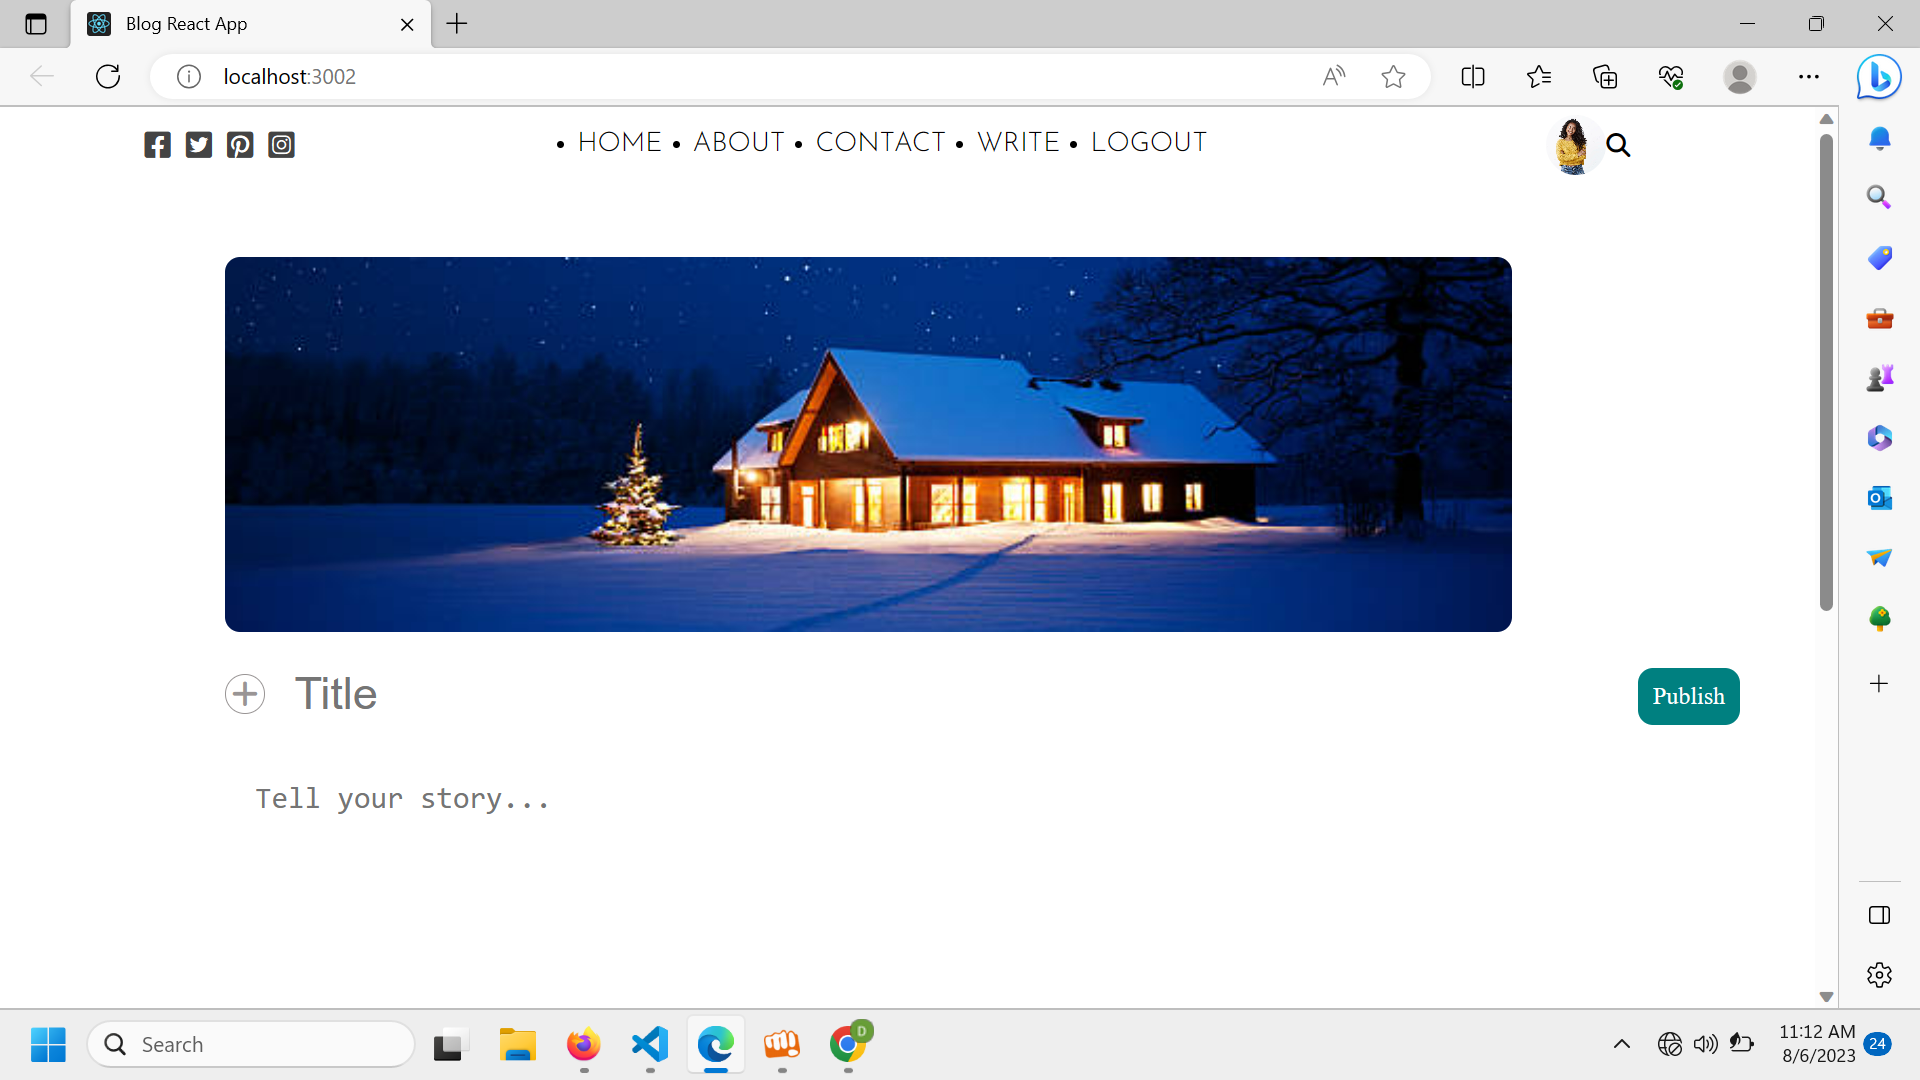 Blog React App
localhost:3002
• HOME • ABOUT • CONTACT • WRITE • LOGOUT
Title
Publish
Tell your story...
Search
D
11:12 AM
8/6/2023
24